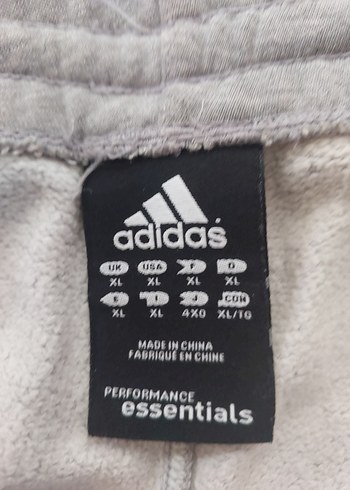 adidas
UK USA F D
XL XL XL XL
E I J CDN
XL XL 4XO XL/TG
MADE IN CHINA
FABRIQUÉ EN CHINE
PERFORMANCE
essentials